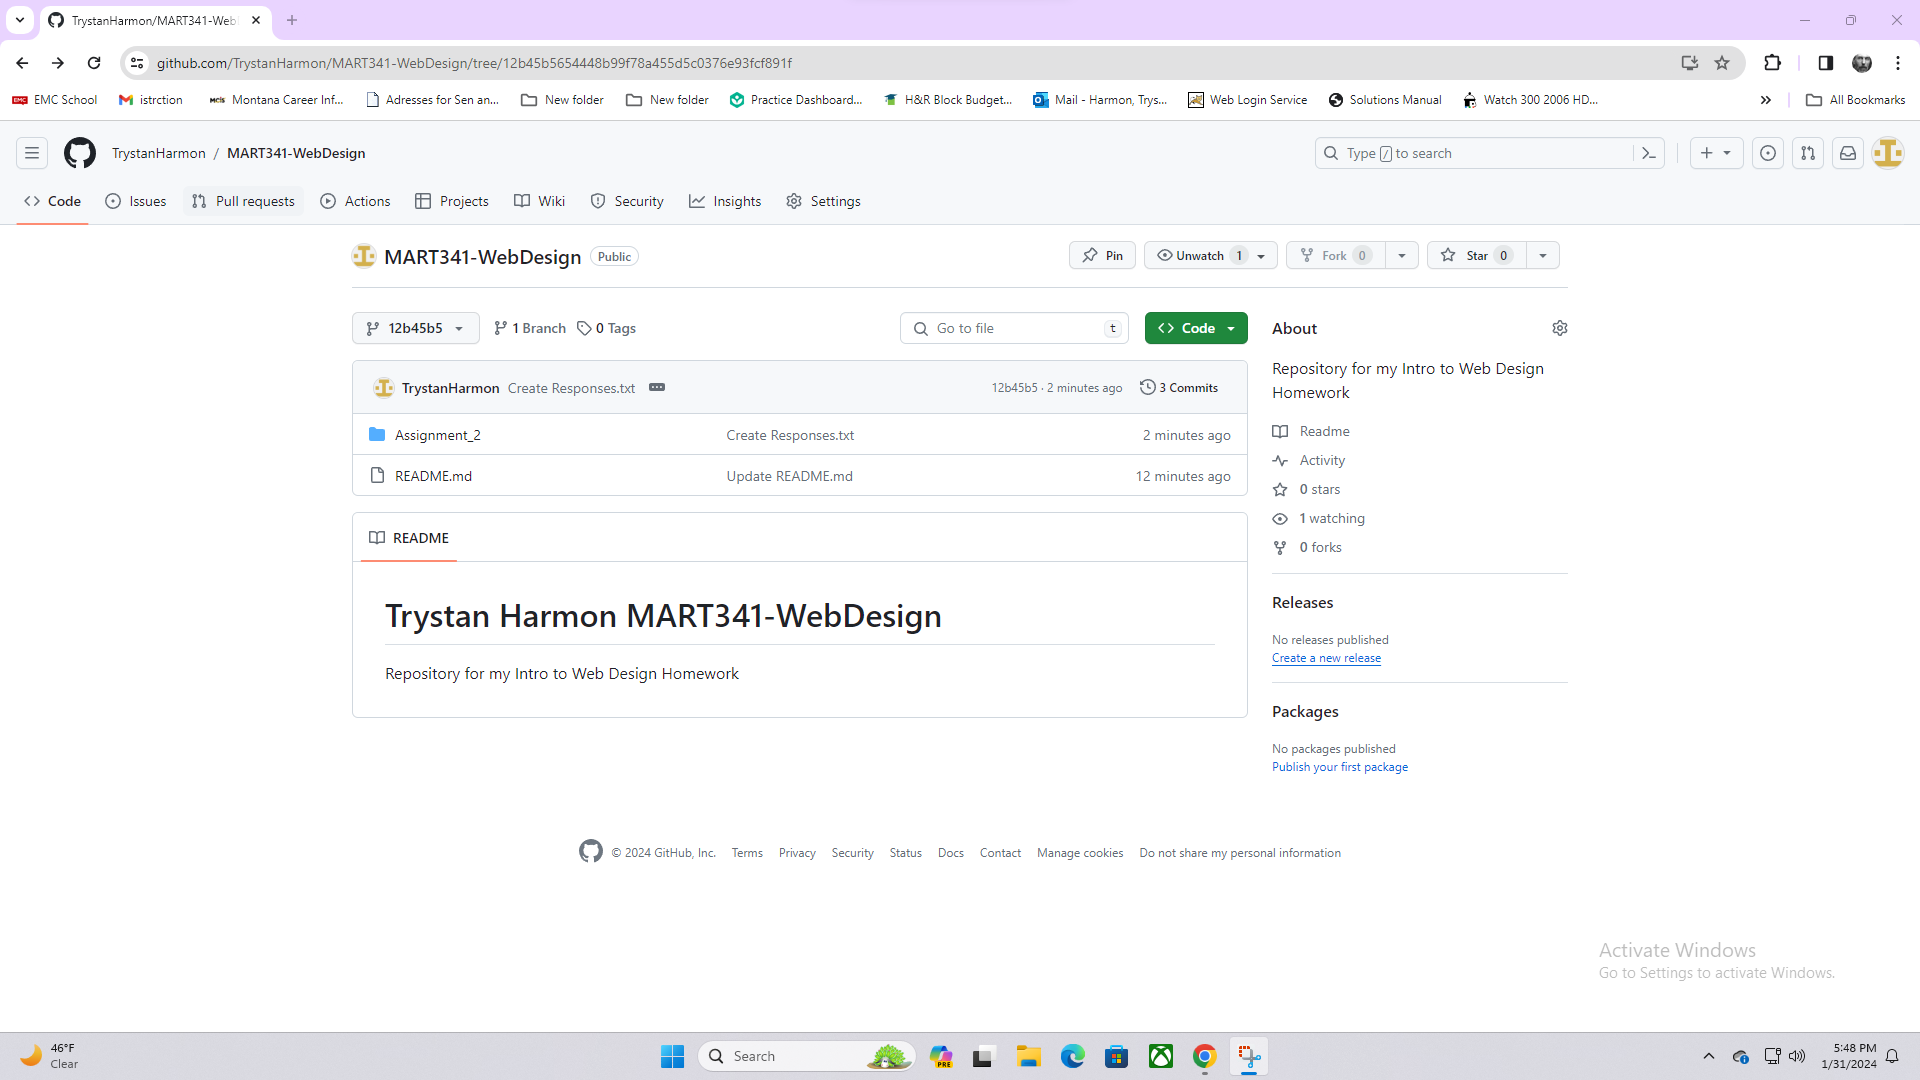 TrystanHarmon/MART341-Web
github.com/TrystanHarmon/MART341-WebDesign/tree/12b45b5654448b99f78a455d5c0376e93fcf891f
EMC School
istrction
Montana Career Inf...
Adresses for Sen an...
New folder
New folder
Practice Dashboard...
H&R Block Budget...
Mail - Harmon, Trys...
Web Login Service
Solutions Manual
Watch 300 2006 HD...
All Bookmarks
TrystanHarmon / MART341-WebDesign
Type / to search
Code
Issues
Pull requests
Actions
Projects
Wiki
Security
Insights
Settings
MART341-WebDesign Public
Pin
Unwatch 1
Fork 0
Star 0
12b45b5
1 Branch
0 Tags
Go to file t
Code
TrystanHarmon Create Responses.txt
12b45b5 · 2 minutes ago
3 Commits
Assignment_2 Create Responses.txt 2 minutes ago
README.md Update README.md 12 minutes ago
README
Trystan Harmon MART341-WebDesign
Repository for my Intro to Web Design Homework
About
Repository for my Intro to Web Design
Homework
Readme
Activity
0 stars
1 watching
0 forks
Releases
No releases published
Create a new release
Packages
No packages published
Publish your first package
© 2024 GitHub, Inc.
Terms
Privacy
Security
Status
Docs
Contact
Manage cookies
Do not share my personal information
Activate Windows
Go to Settings to activate Windows.
46°F
Clear
Search
PRE
5:48 PM
1/31/2024